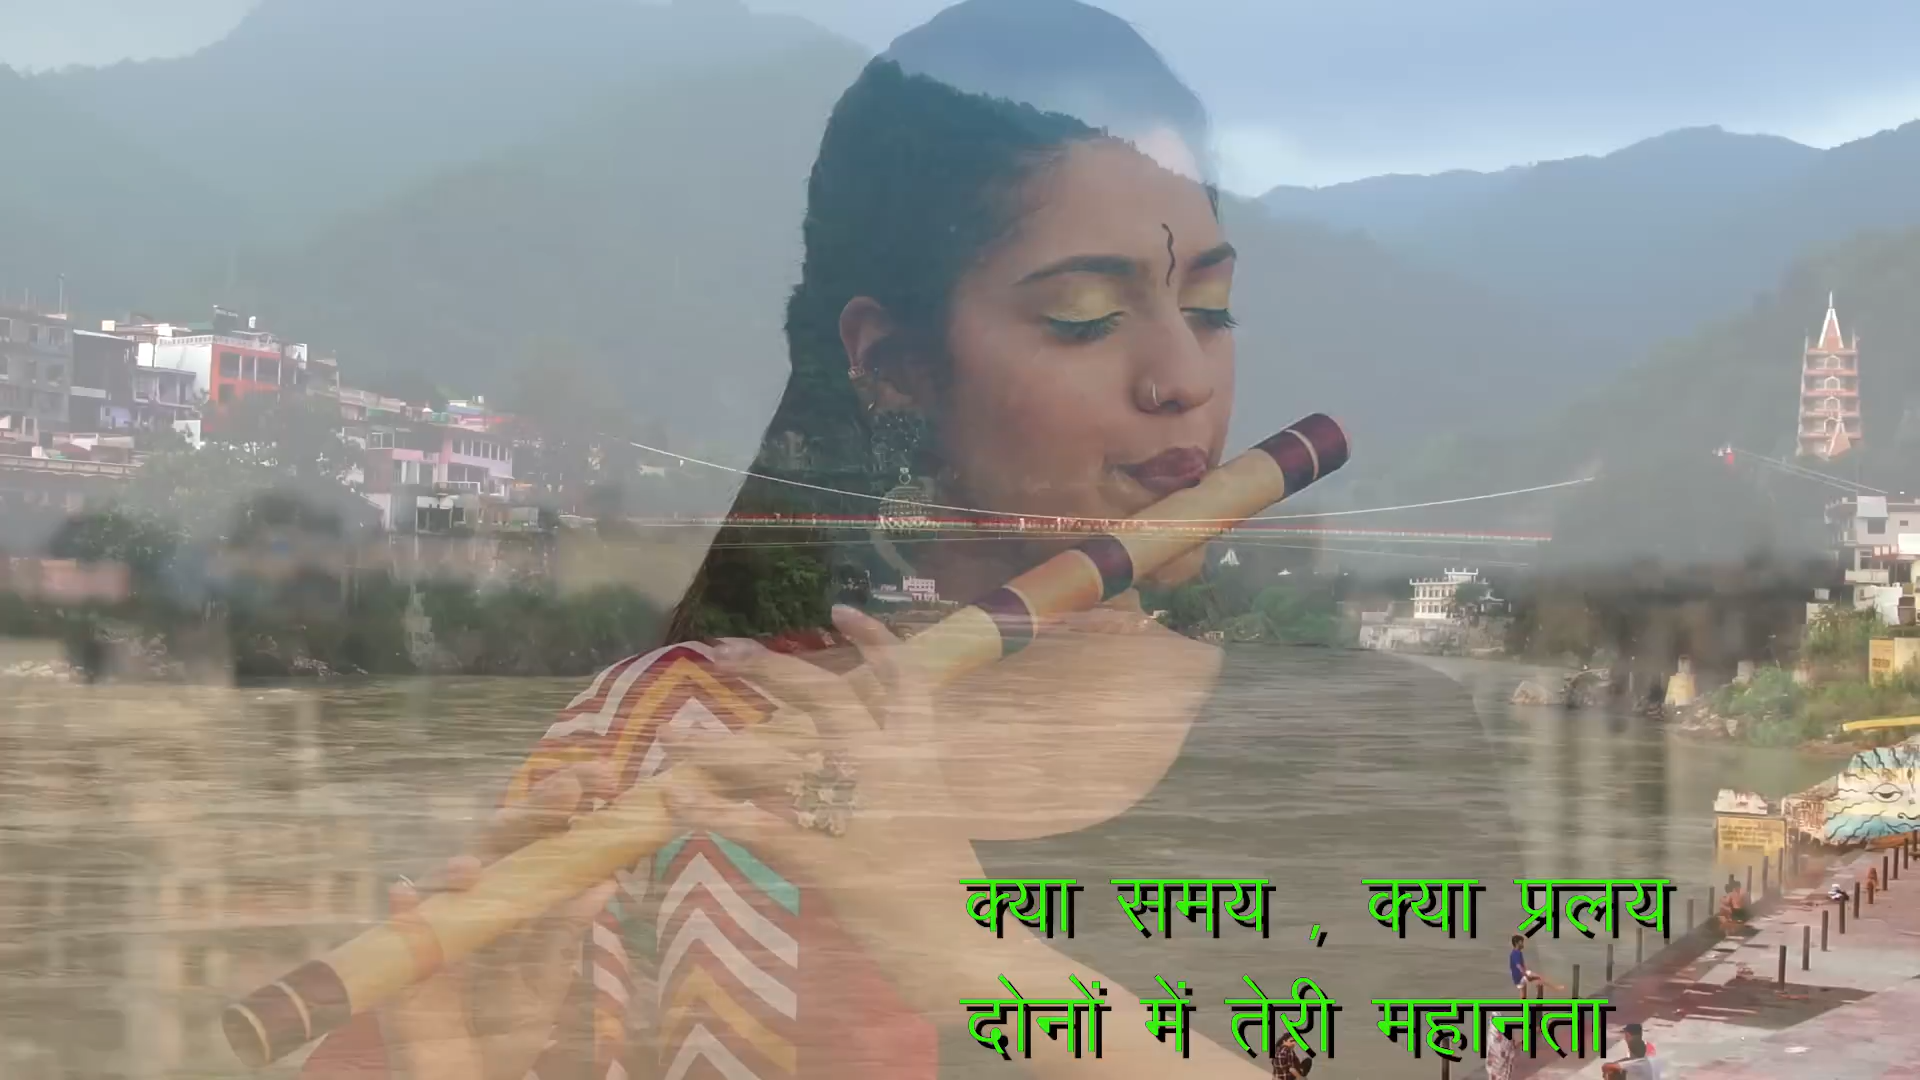 क्या समय , क्या प्रलय
दोनों में तेरी महानता